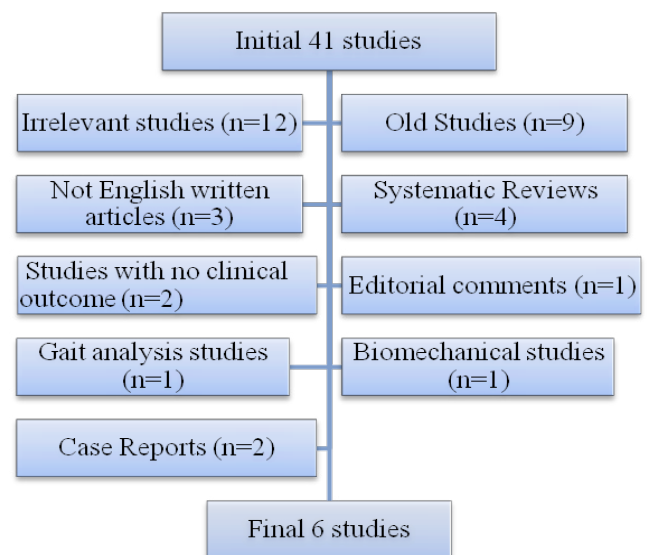 Initial 41 studies
Irrelevant studies (n=12)
Old Studies (n=9)
Not English written
articles (n=3)
Systematic Reviews
(n=4)
Studies with no clinical
outcome (n=2)
Editorial comments (n=1)
Gait analysis studies
(n=1)
Biomechanical studies
(n=1)
Case Reports (n=2)
Final 6 studies